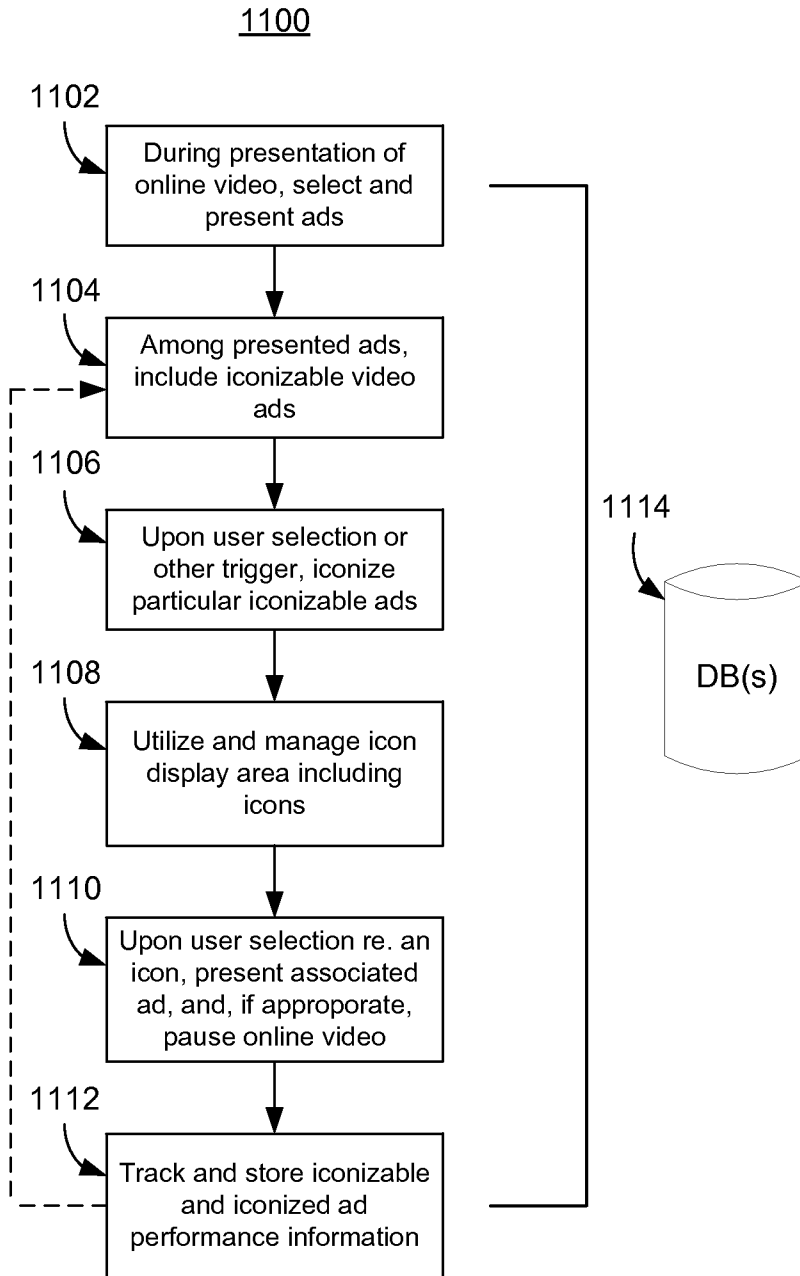 1100
1102
During presentation of
online video, select and
present ads
1104
Among presented ads,
include iconizable video
ads
1106
Upon user selection or
other trigger, iconize
particular iconizable ads
1114
DB(s)
1108
Utilize and manage icon
display area including
icons
1110
Upon user selection re. an
icon, present associated
ad, and, if approporate,
pause online video
1112
Track and store iconizable
and iconized ad
performance information